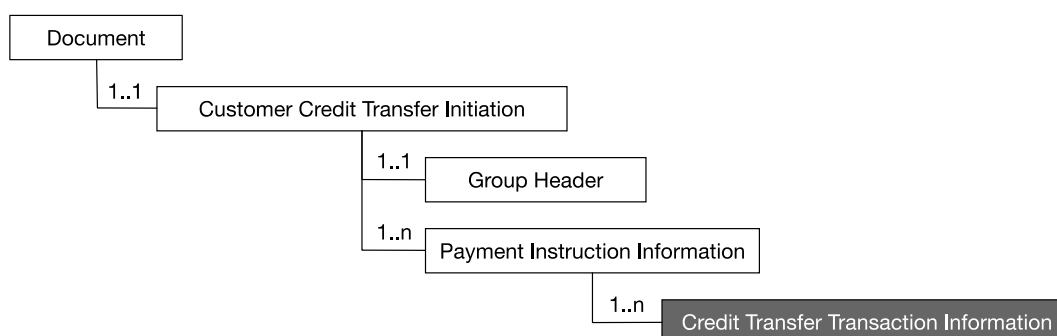 Document
1..1
Customer Credit Transfer Initiation
1..1
Group Header
1..n
Payment Instruction Information
1..n
Credit Transfer Transaction Information